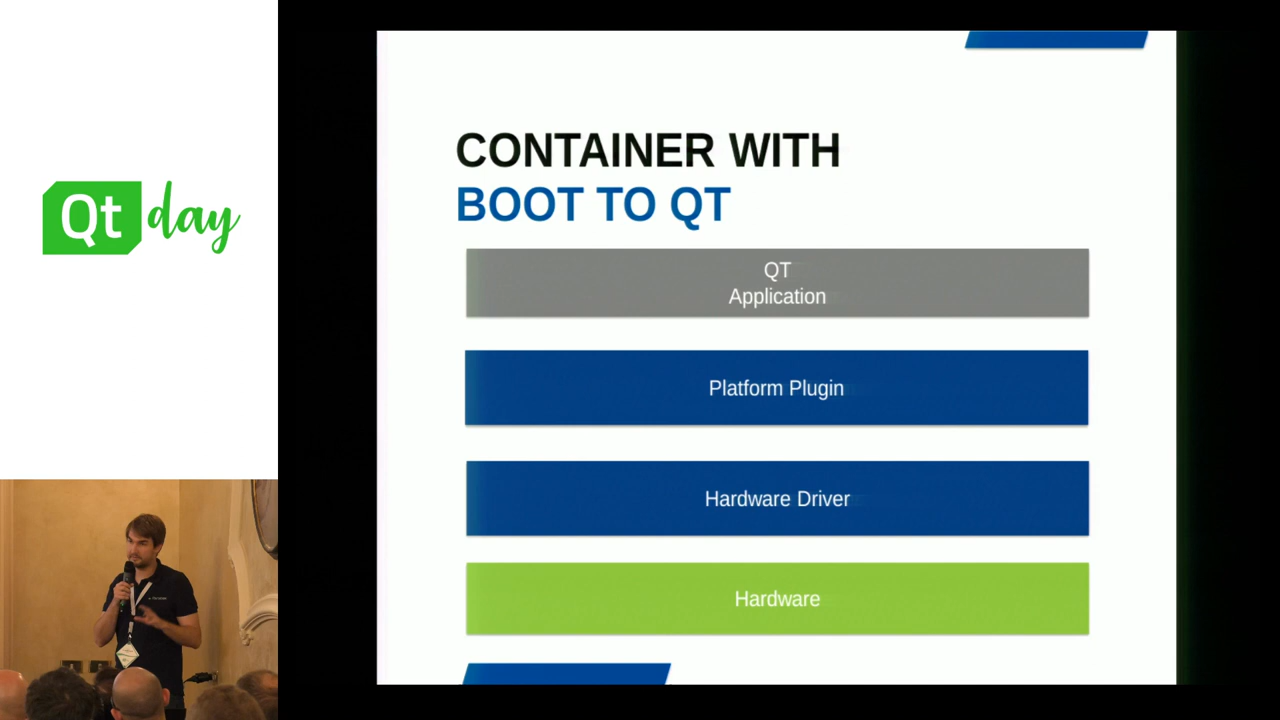 Qt day
CONTAINER WITH
BOOT TO QT
QT
Application
Platform Plugin
Hardware Driver
Hardware